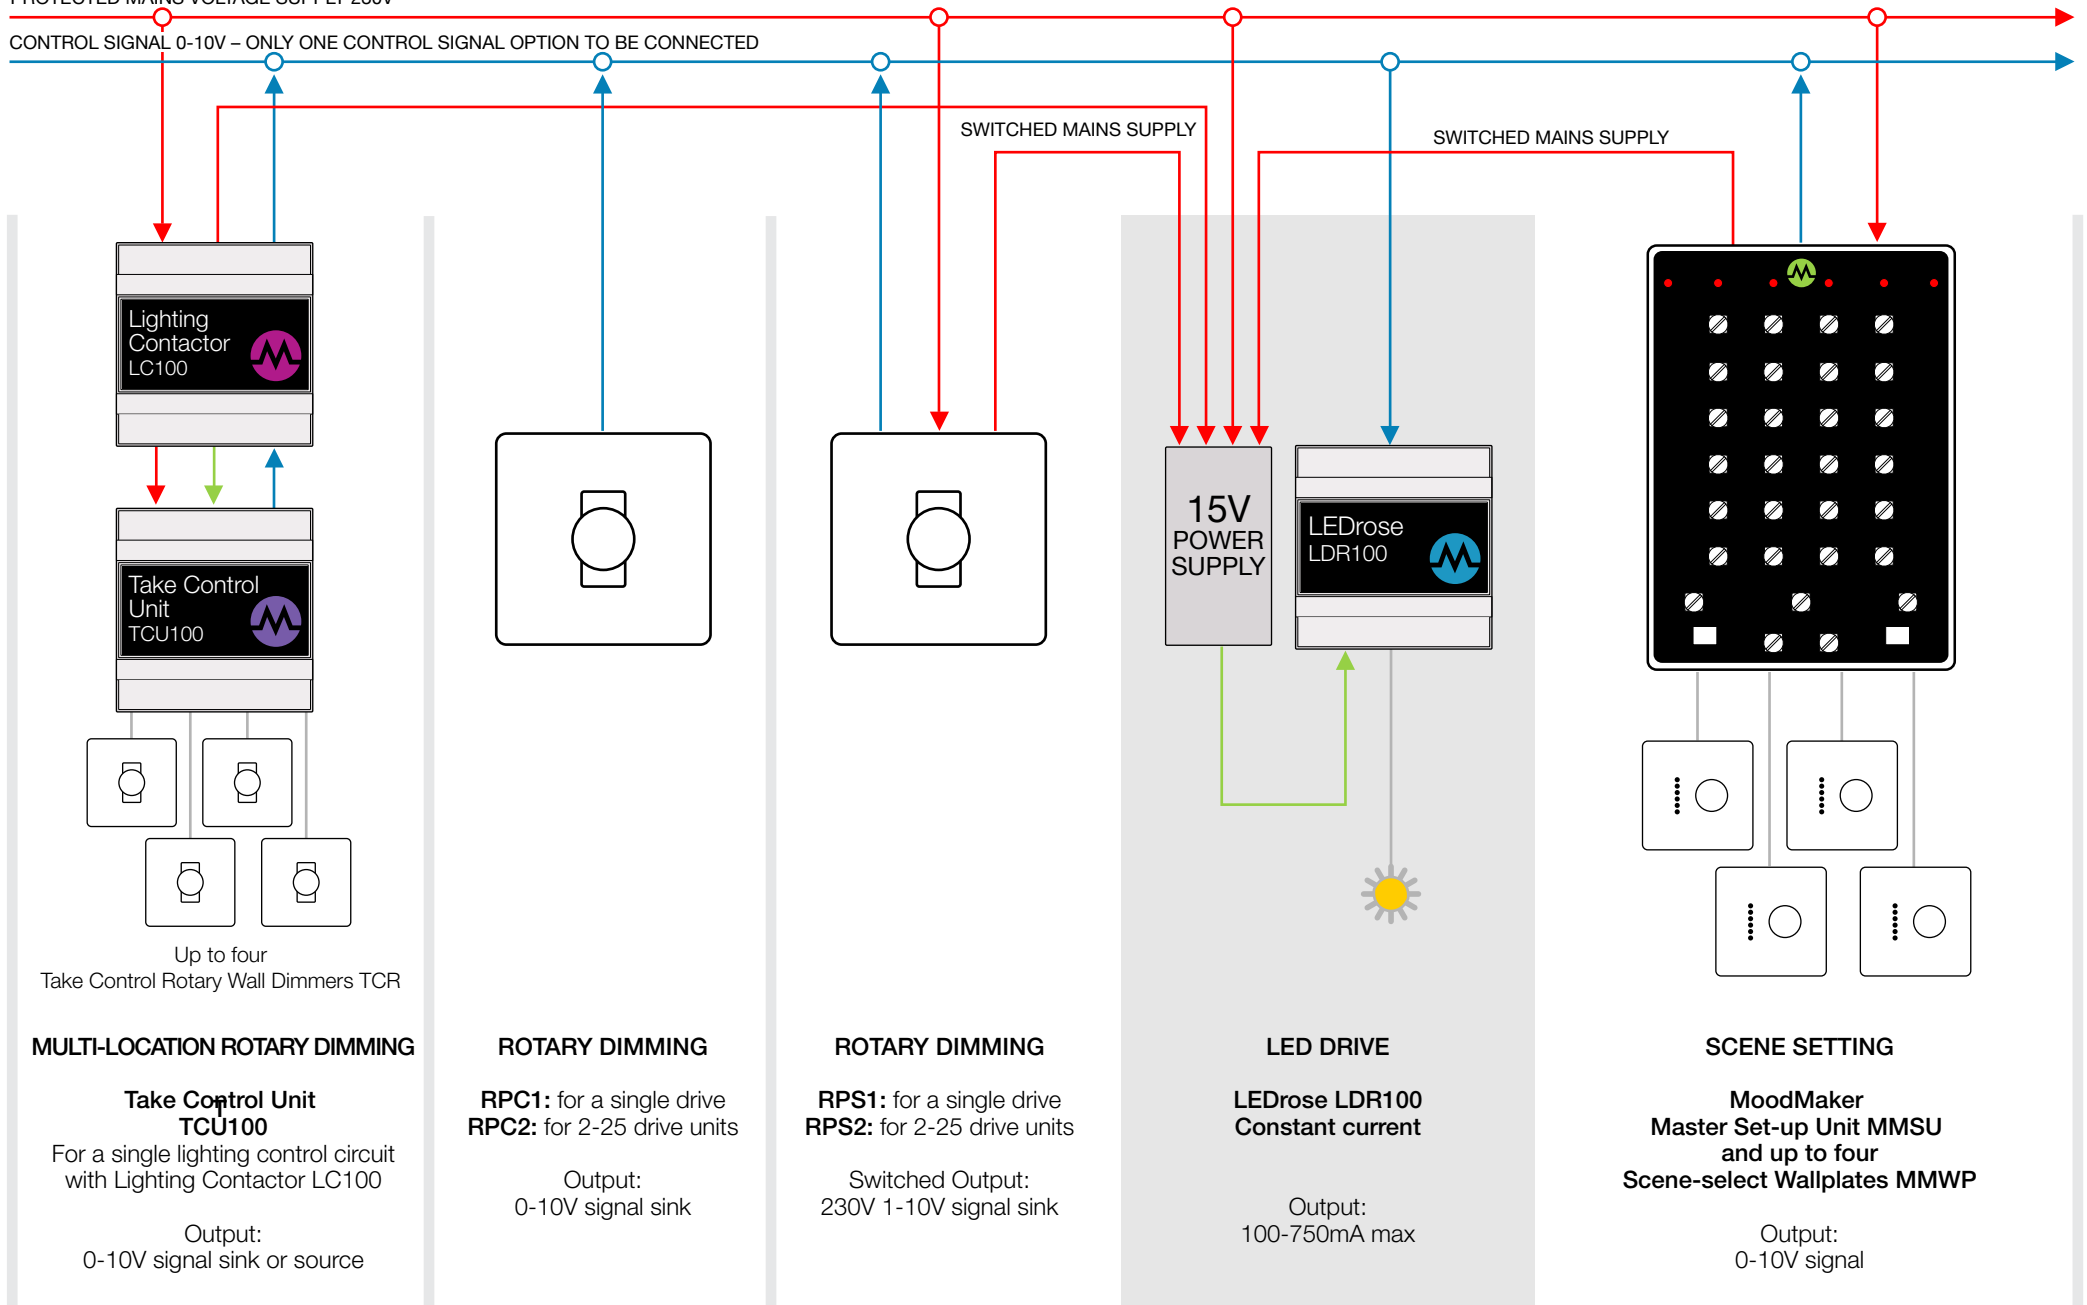 PROTECTED MAINS VOLTAGE SUPPLY 230V
CONTROL SIGNAL 0-10V – ONLY ONE CONTROL SIGNAL OPTION TO BE CONNECTED
SWITCHED MAINS SUPPLY
SWITCHED MAINS SUPPLY
Lighting
Contactor
LC100
Take Control
Unit
TCU100
Up to four
Take Control Rotary Wall Dimmers TCR
15V
POWER
SUPPLY
LEDrose
LDR100
MULTI-LOCATION ROTARY DIMMING
Take Control Unit
T
TCU100
For a single lighting control circuit
with Lighting Contactor LC100
Output:
0-10V signal sink or source
ROTARY DIMMING
RPC1: for a single drive
RPC2: for 2-25 drive units
Output:
0-10V signal sink
ROTARY DIMMING
RPS1: for a single drive
RPS2: for 2-25 drive units
Switched Output:
230V 1-10V signal sink
LED DRIVE
LEDrose LDR100
Constant current
Output:
100-750mA max
SCENE SETTING
MoodMaker
Master Set-up Unit MMSU
and up to four
Scene-select Wallplates MMWP
Output:
0-10V signal